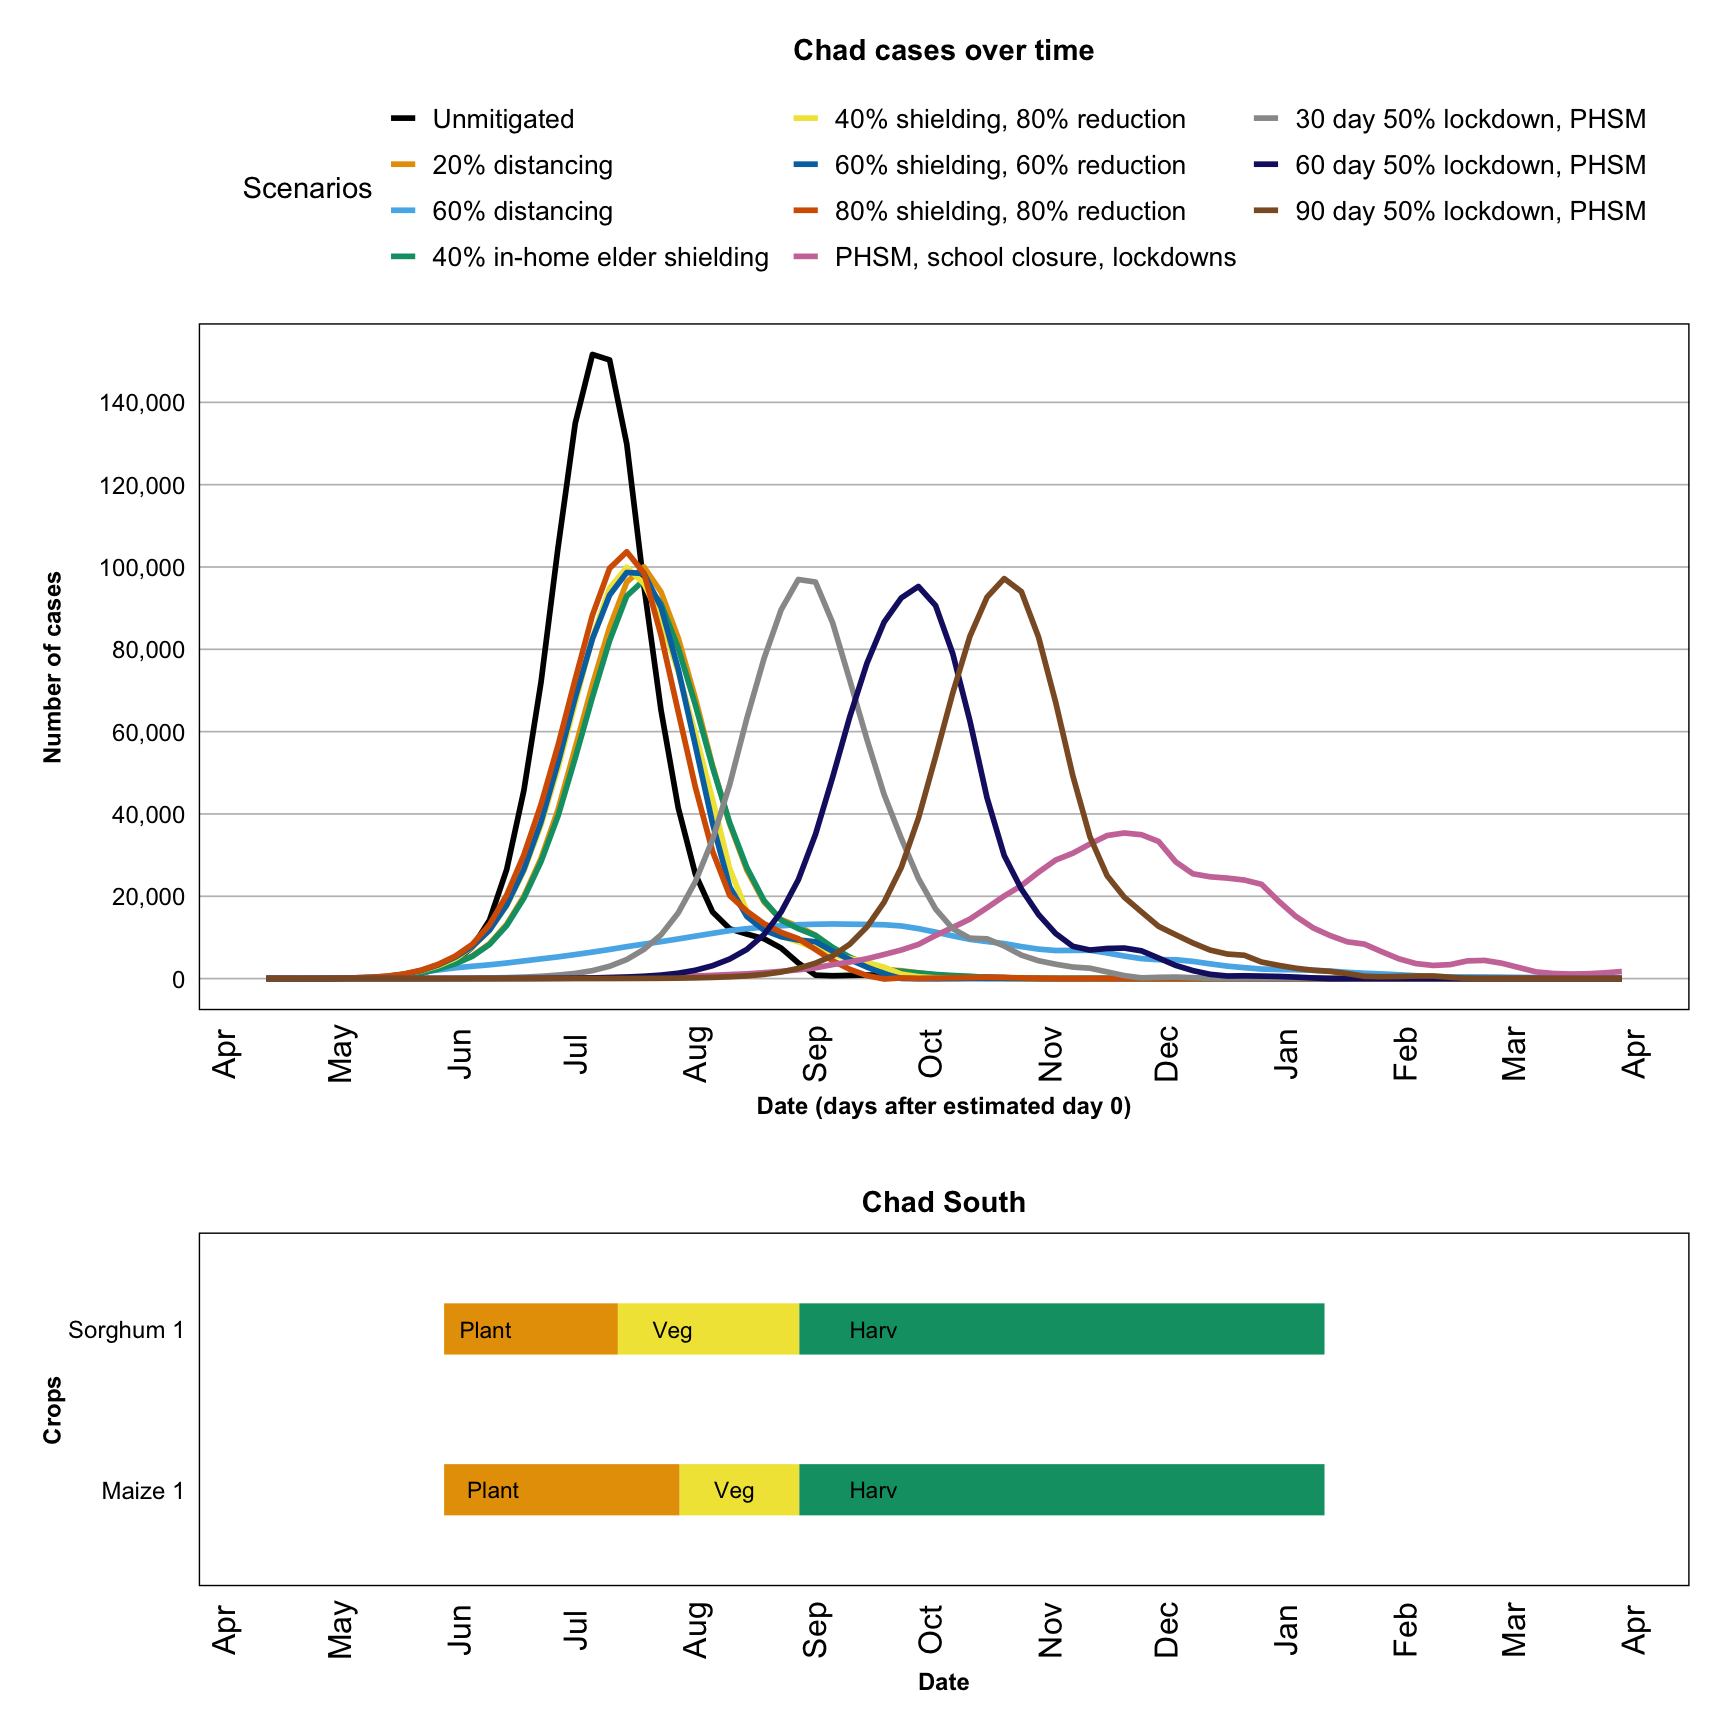 Chad cases over time
Scenarios
Unmitigated
20% distancing
60% distancing
40% in-home elder shielding
40% shielding, 80% reduction
60% shielding, 60% reduction
80% shielding, 80% reduction
PHSM, school closure, lockdowns
30 day 50% lockdown, PHSM
60 day 50% lockdown, PHSM
90 day 50% lockdown, PHSM
Number of cases
140,000
120,000
100,000
80,000
60,000
40,000
20,000
0
Apr May Jun Jul Aug Sep Oct Nov Dec Jan Feb Mar Apr
Date (days after estimated day 0)
Chad South
Crops
Sorghum 1
Plant Veg Harv
Maize 1
Plant Veg Harv
Apr May Jun Jul Aug Sep Oct Nov Dec Jan Feb Mar Apr
Date